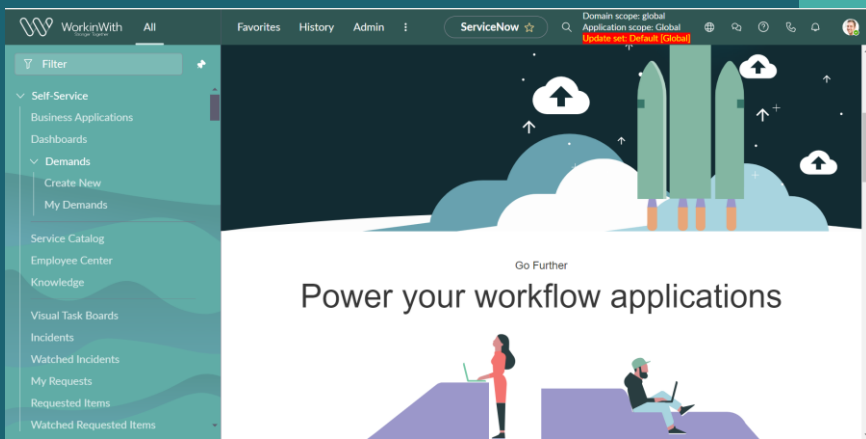 WorkinWith
Design Together
All
Favorites
History
Admin
ServiceNow
Domain scope: global
Application scope: Global
Update set: Default [Global]
Filter
Self-Service
Business Applications
Dashboards
Demands
Create New
My Demands
Service Catalog
Employee Center
Knowledge
Visual Task Boards
Incidents
Watched Incidents
My Requests
Requested Items
Watched Requested Items
Go Further
Power your workflow applications